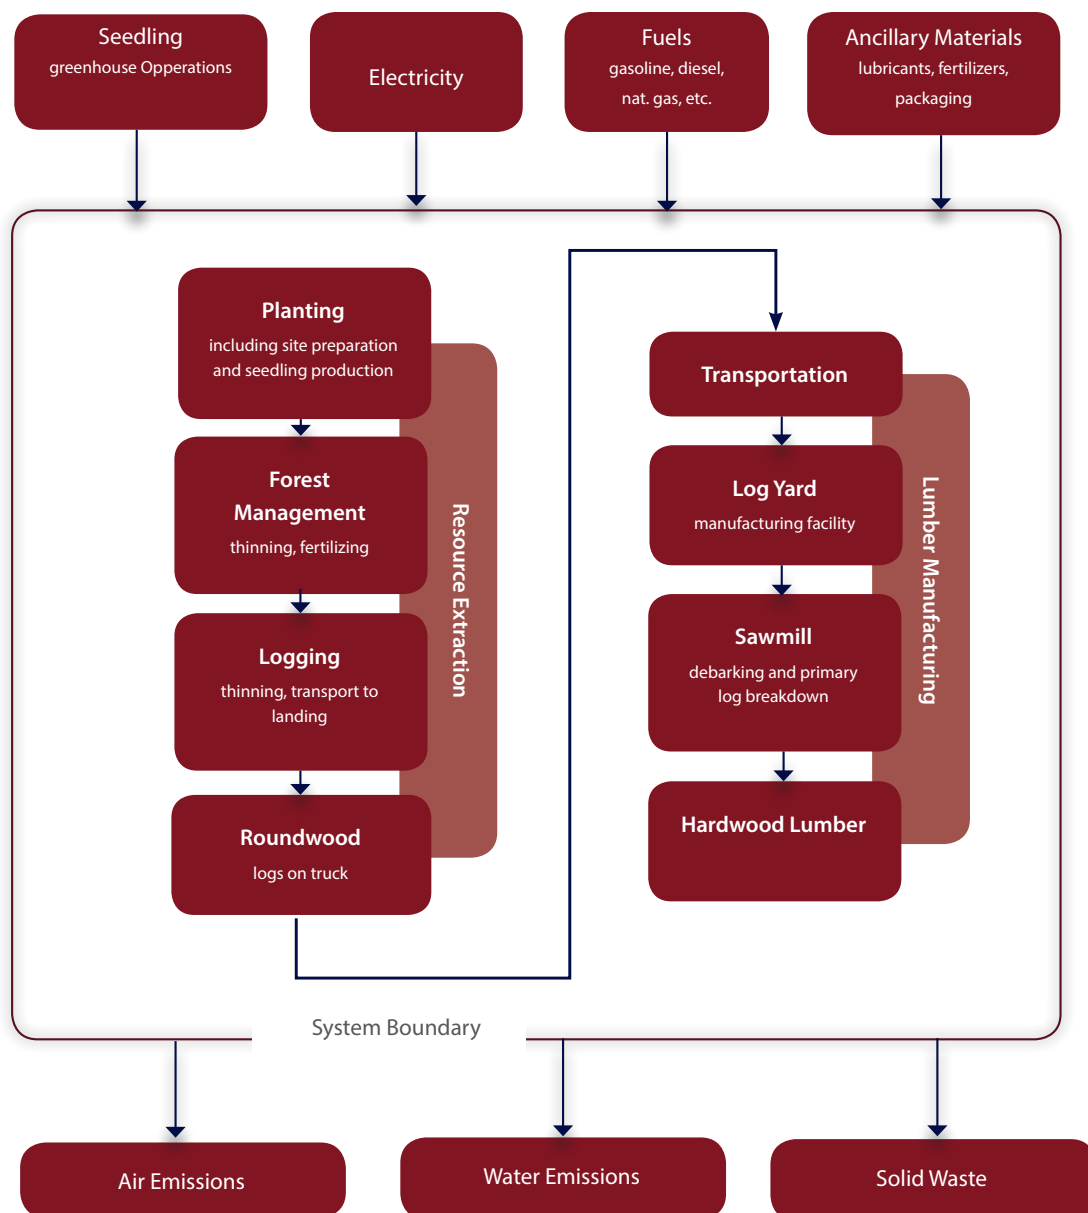 Seedling
greenhouse Opperations
Electricity
Fuels
gasoline, diesel,
nat. gas, etc.
Ancillary Materials
lubricants, fertilizers,
packaging
Planting
including site preparation
and seedling production
Forest
Management
thinning, fertilizing
Logging
thinning, transport to
landing
Roundwood
logs on truck
Resource Extraction
Transportation
Log Yard
manufacturing facility
Sawmill
debarking and primary
log breakdown
Hardwood Lumber
Lumber Manufacturing
System Boundary
Air Emissions
Water Emissions
Solid Waste